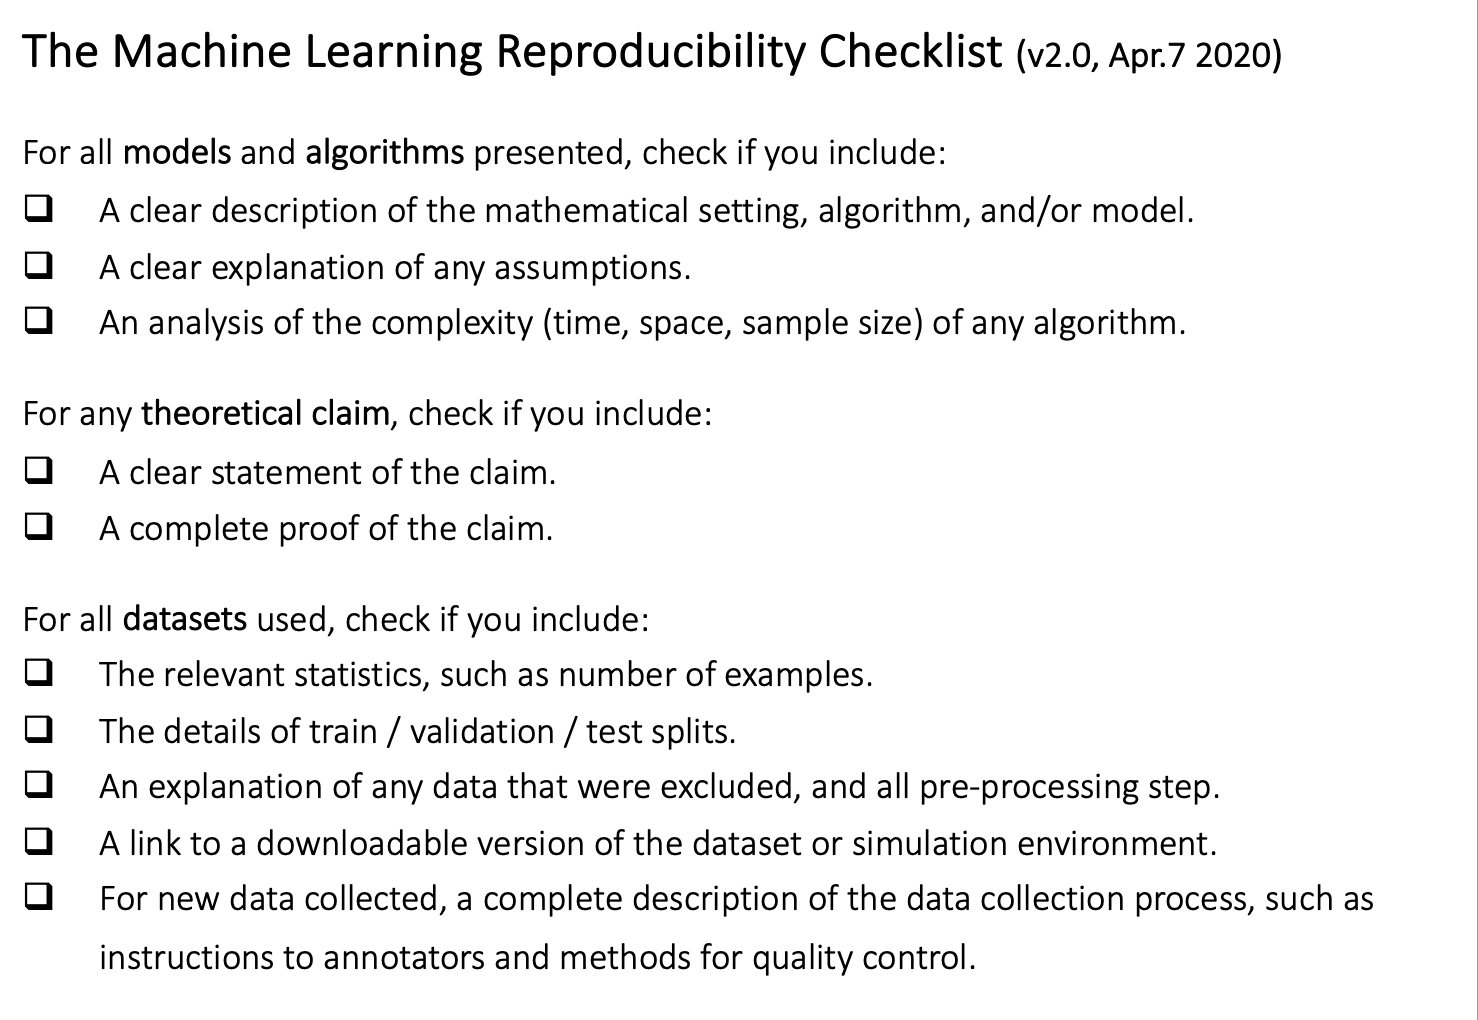 The Machine Learning Reproducibility Checklist (v2.0, Apr.7 2020)
For all models and algorithms presented, check if you include:
❑ A clear description of the mathematical setting, algorithm, and/or model.
❑ A clear explanation of any assumptions.
❑ An analysis of the complexity (time, space, sample size) of any algorithm.
For any theoretical claim, check if you include:
❑ A clear statement of the claim.
❑ A complete proof of the claim.
For all datasets used, check if you include:
❑ The relevant statistics, such as number of examples.
❑ The details of train / validation / test splits.
❑ An explanation of any data that were excluded, and all pre-processing step.
❑ A link to a downloadable version of the dataset or simulation environment.
❑ For new data collected, a complete description of the data collection process, such as
instructions to annotators and methods for quality control.